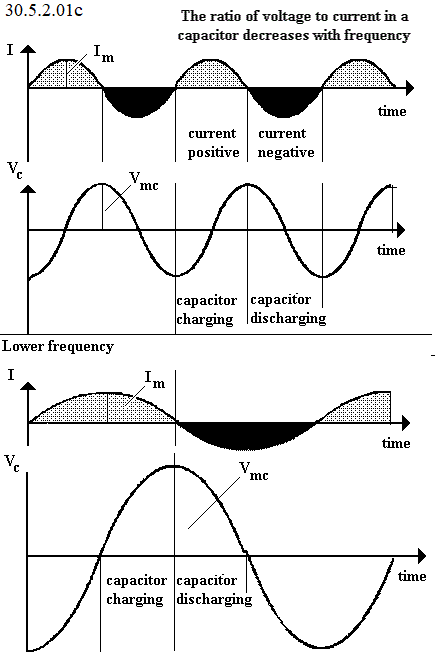 30.5.2.01c
The ratio of voltage to current in a
capacitor decreases with frequency
I
Im
time
current
positive
current
negative
Vc
Vmc
time
capacitor
charging
capacitor
discharging
Lower frequency
I
Im
time
Vc
Vmc
time
capacitor
charging
capacitor
discharging